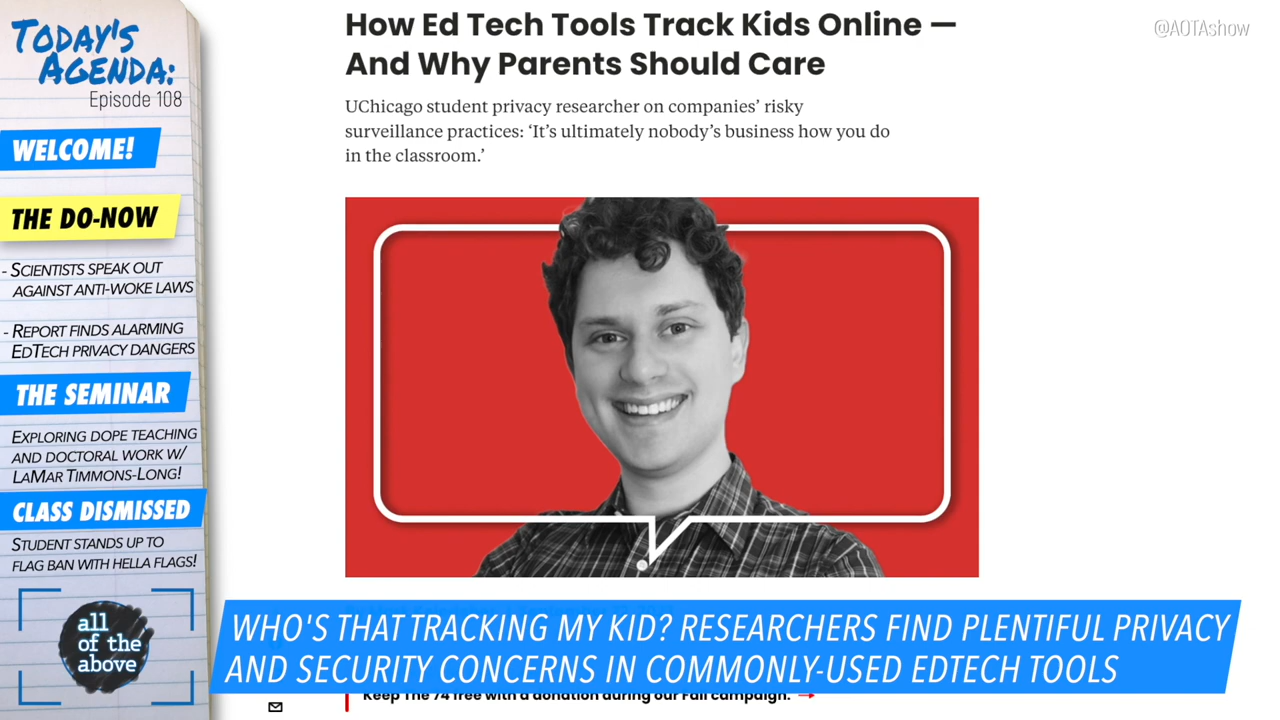 TODAY'S
AGENDA:
Episode 108
WELCOME!
THE DO-NOW
- SCIENTISTS SPEAK OUT
AGAINST ANTI-WOKE LAWS
- REPORT FINDS ALARMING
EDTECH PRIVACY DANGERS
THE SEMINAR
EXPLORING DOPE TEACHING
AND DOCTORAL WORK W/
LAMAR TIMMONS-LONG!
CLASS DISMISSED
STUDENT STANDS UP TO
FLAG BAN WITH HELLA FLAGS!
all
of the
above
@AOTAshow
How Ed Tech Tools Track Kids Online —
And Why Parents Should Care
UChicago student privacy researcher on companies’ risky
surveillance practices: ‘It’s ultimately nobody’s business how you do
in the classroom.’
WHO'S THAT TRACKING MY KID? RESEARCHERS FIND PLENTIFUL PRIVACY
AND SECURITY CONCERNS IN COMMONLY-USED EDTECH TOOLS
Keep The 74 free with a donation during our Fall campaign. →